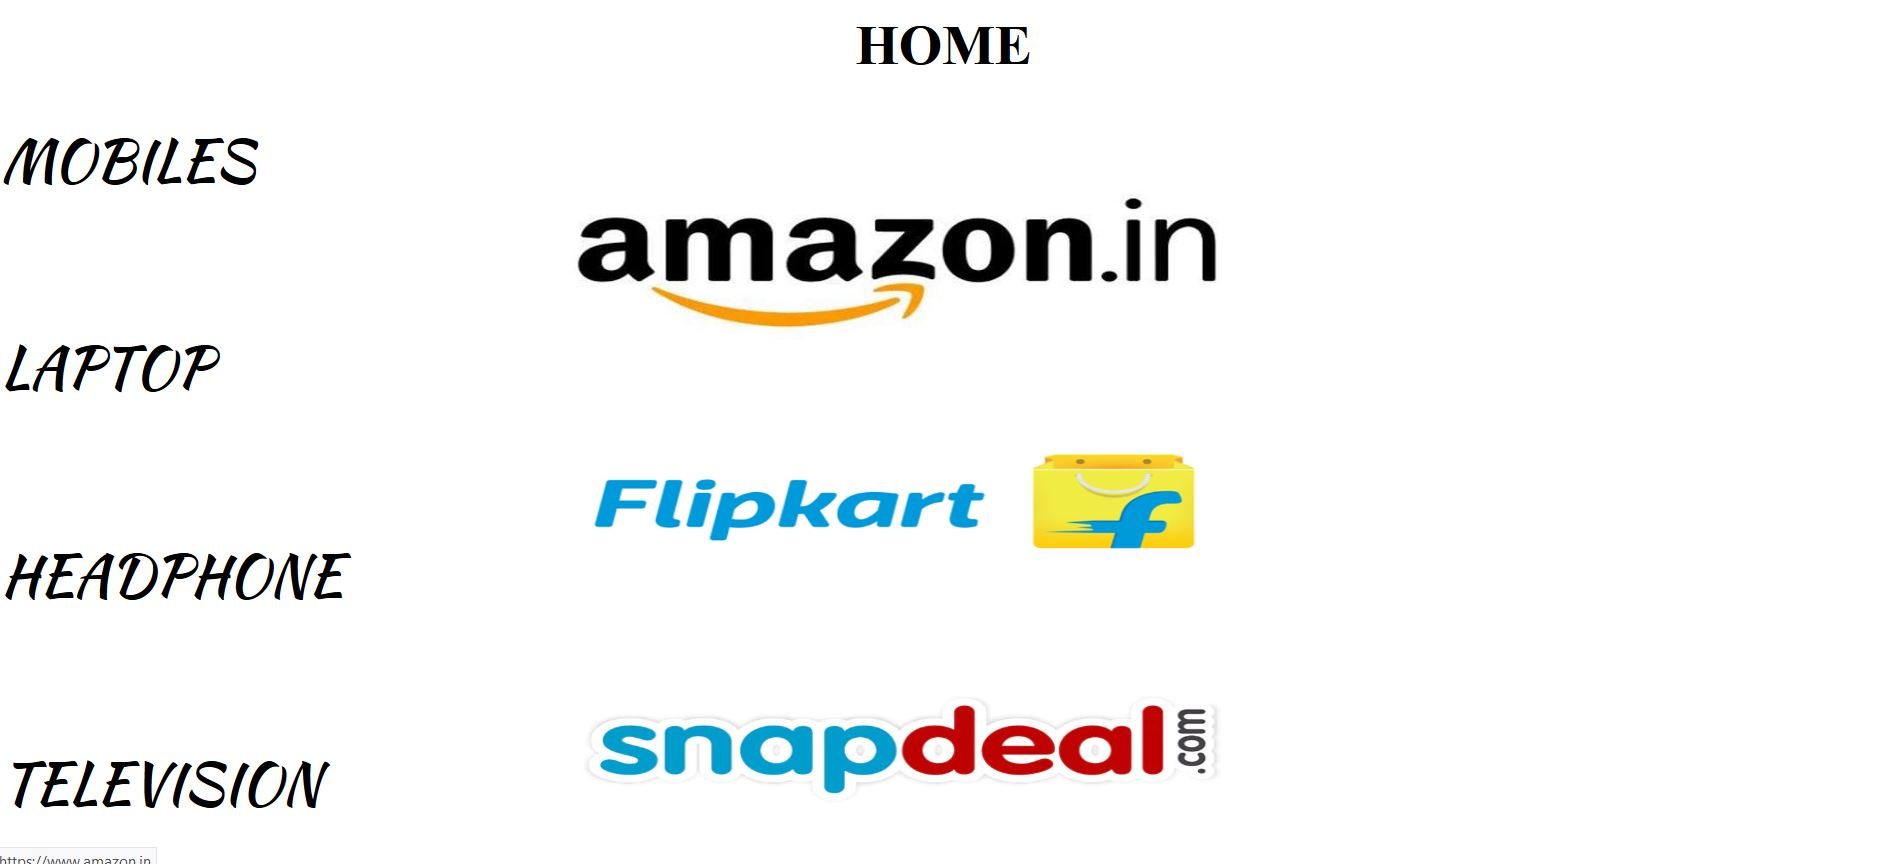 HOME
MOBILES
amazon.in
LAPTOP
Flipkart f
HEADPHONE
snapdeal.com
TELEVISION
https://www.amazon.in